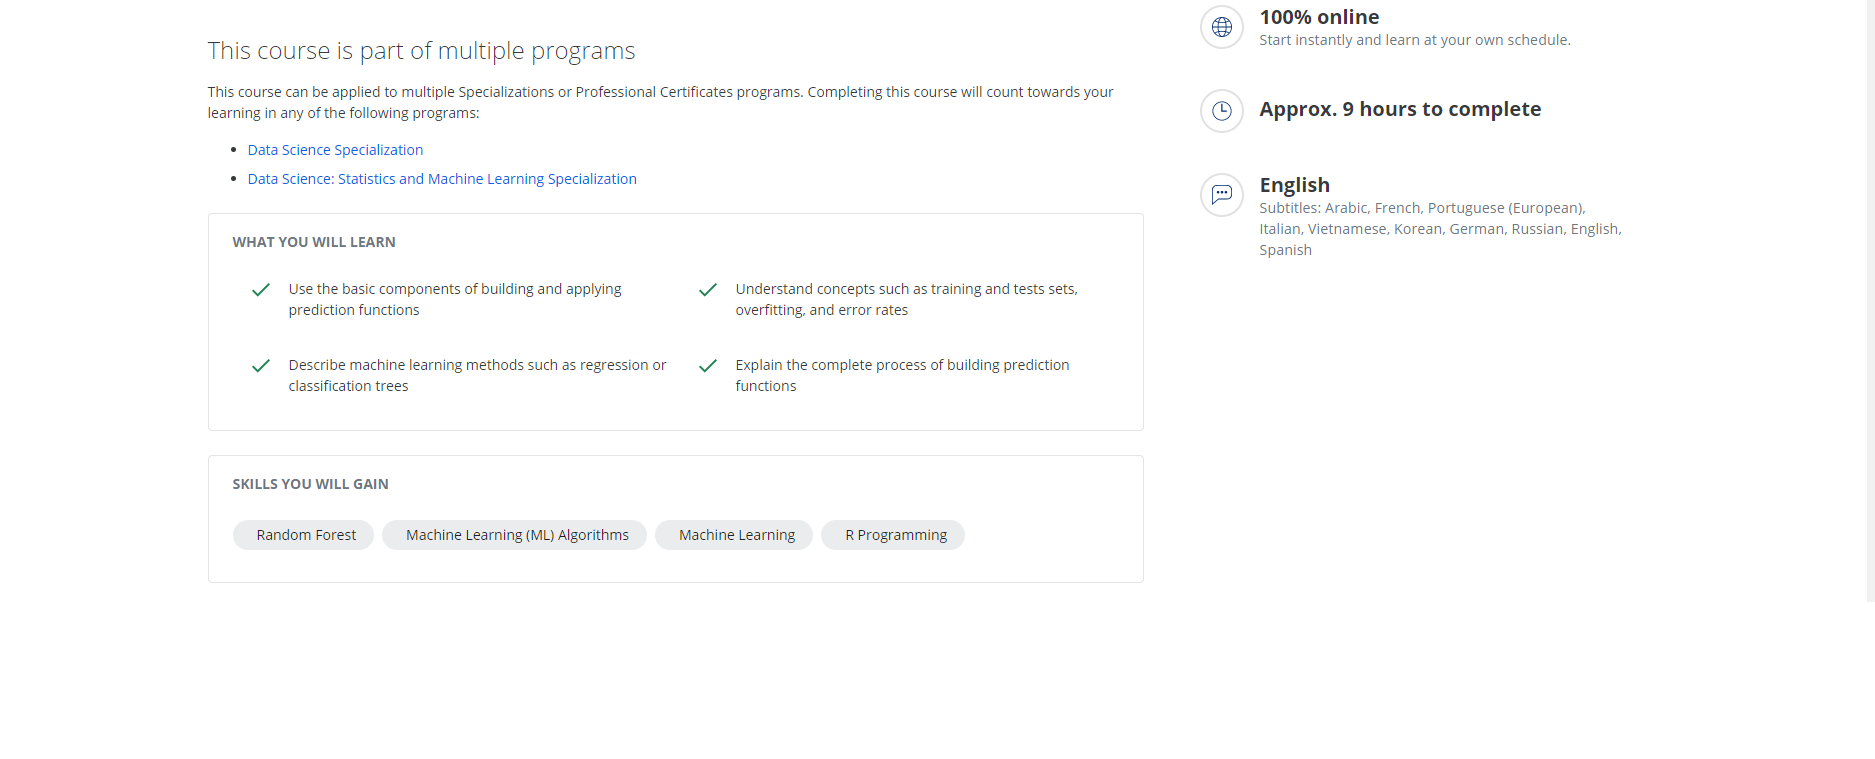 This course is part of multiple programs
This course can be applied to multiple Specializations or Professional Certificates programs. Completing this course will count towards your
learning in any of the following programs:
Data Science Specialization
Data Science: Statistics and Machine Learning Specialization
WHAT YOU WILL LEARN
Use the basic components of building and applying
prediction functions
Understand concepts such as training and tests sets,
overfitting, and error rates
Describe machine learning methods such as regression or
classification trees
Explain the complete process of building prediction
functions
SKILLS YOU WILL GAIN
Random Forest
Machine Learning (ML) Algorithms
Machine Learning
R Programming
100% online
Start instantly and learn at your own schedule.
Approx. 9 hours to complete
English
Subtitles: Arabic, French, Portuguese (European),
Italian, Vietnamese, Korean, German, Russian, English,
Spanish